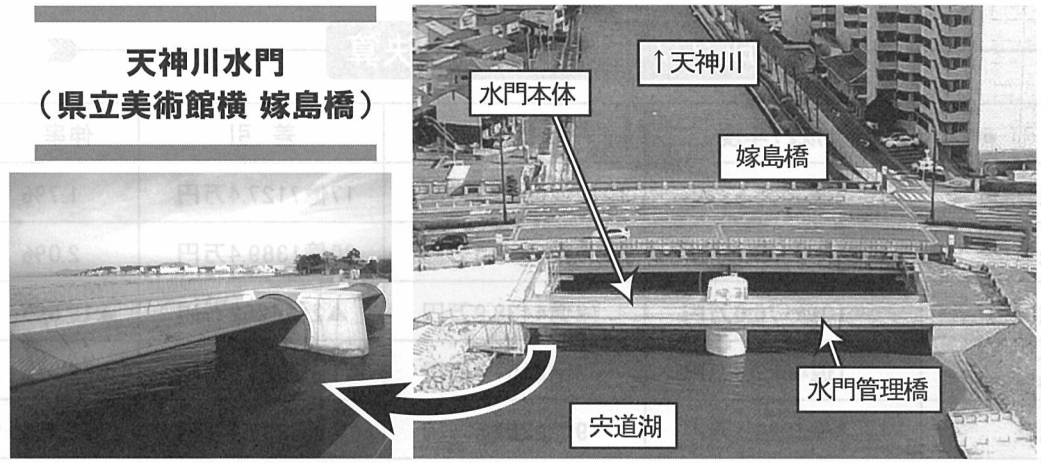 天神川水門
（県立美術館横 嫁島橋）
↑天神川
水門本体
嫁島橋
水門管理橋
宍道湖